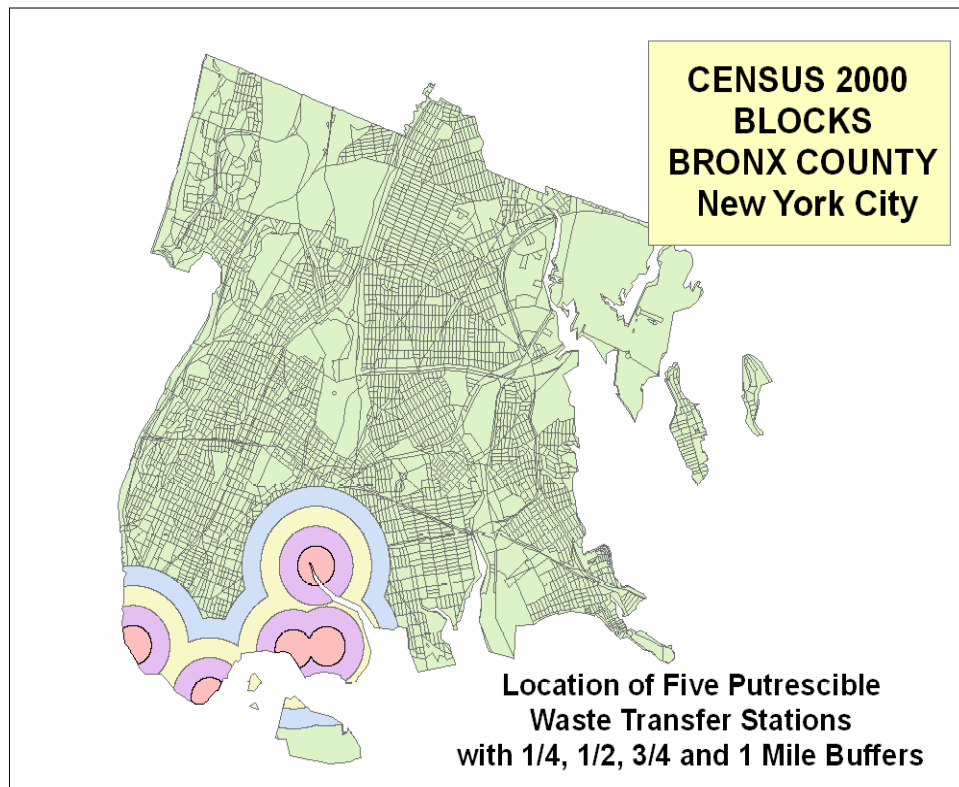 CENSUS 2000
BLOCKS
BRONX COUNTY
New York City
Location of Five Putrescible
Waste Transfer Stations
with 1/4, 1/2, 3/4 and 1 Mile Buffers